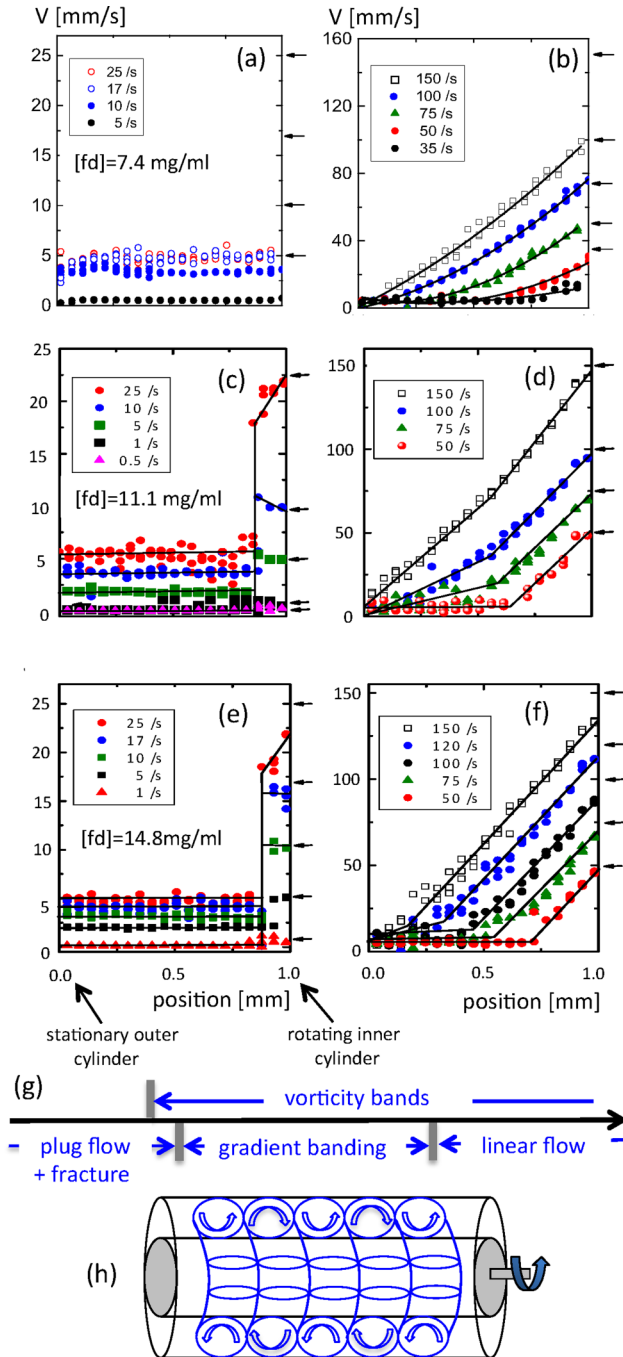 V [mm/s]
V [mm/s]
25
20
15
10
5
0
(a)
25 /s
17 /s
10 /s
5 /s
[fd]=7.4 mg/ml
160
120
80
40
0
(b)
150 /s
100 /s
75 /s
50 /s
35 /s
25
20
15
10
5
0
(c)
25 /s
10 /s
5 /s
1 /s
0.5 /s
[fd]=11.1 mg/ml
150
100
50
0
(d)
150 /s
100 /s
75 /s
50 /s
25
20
15
10
5
0
(e)
25 /s
17 /s
10 /s
5 /s
1 /s
[fd]=14.8mg/ml
0.0 0.5 1.0
position [mm]
150
100
50
0
(f)
150 /s
120 /s
100 /s
75 /s
50 /s
0.0 0.5 1.0
position [mm]
stationary outer
cylinder
rotating inner
cylinder
(g)
vorticity bands
plug flow
+ fracture
gradient banding
linear flow
(h)